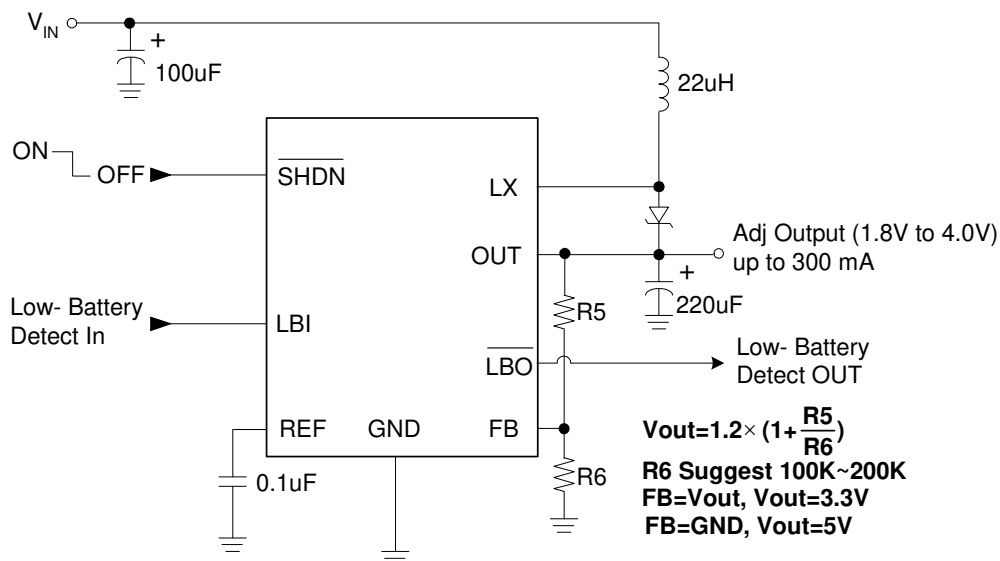 VIN
+
100uF
22uH
ON
OFF
SHDN
LX
Adj Output (1.8V to 4.0V)
up to 300 mA
OUT
+
220uF
R5
Low- Battery
Detect In
LBI
LBO
Low- Battery
Detect OUT
REF
GND
FB
0.1uF
R6
Vout=1.2×(1+R5/R6)
R6 Suggest 100K~200K
FB=Vout, Vout=3.3V
FB=GND, Vout=5V